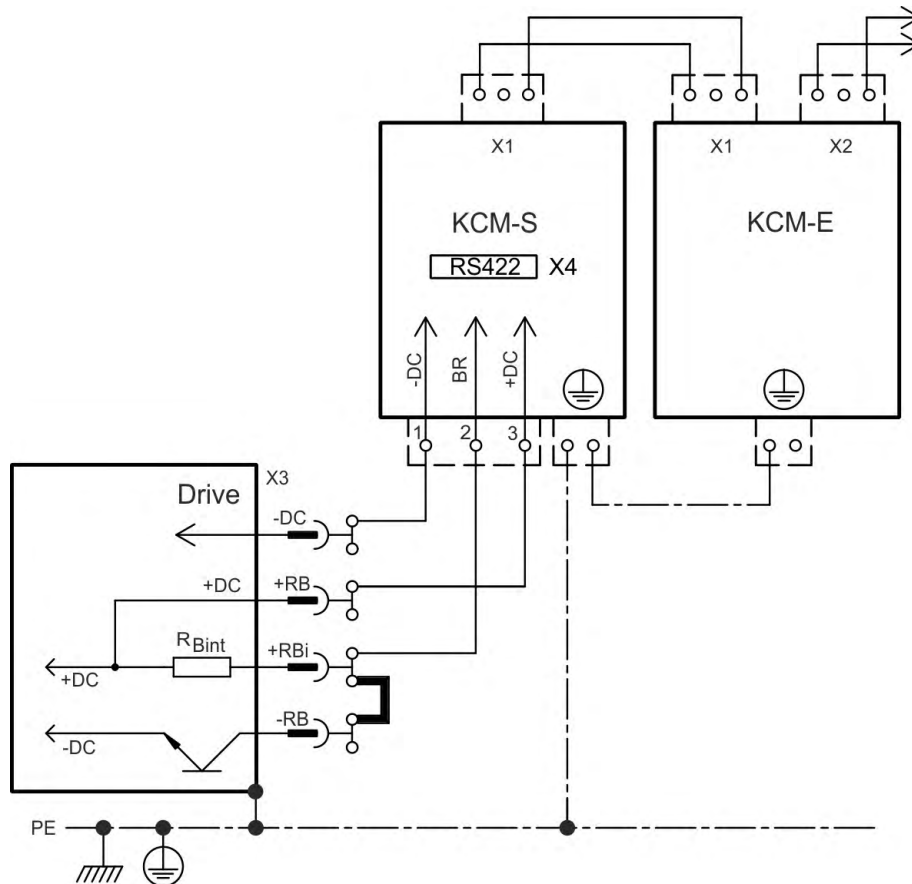 X1
X1
X2
KCM-S
KCM-E
RS422
X4
-DC
BR
+DC
1
2
3
X3
Drive
-DC
+DC
+RB
RBint
+RBi
+DC
-RB
-DC
PE